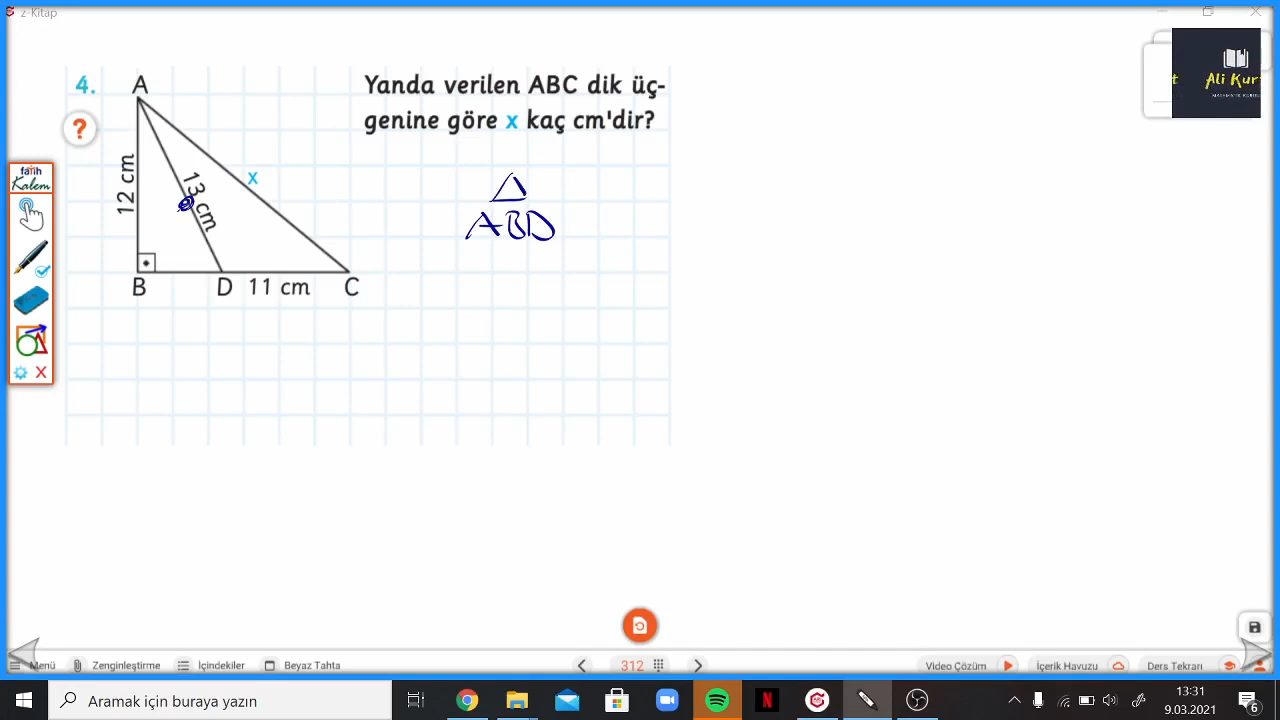 z-Kitap
4.
A
Yanda verilen ABC dik üç-
genine göre x kaç cm'dir?
?
12 cm
13 cm
x
B
D
11 cm
C
ABD
fatih
Kalem
Menü
Zenginleştirme
İçindekiler
Beyaz Tahta
312
Video Çözüm
İçerik Havuzu
Ders Tekrarı
Aramak için buraya yazın
13:31
9.03.2021
6